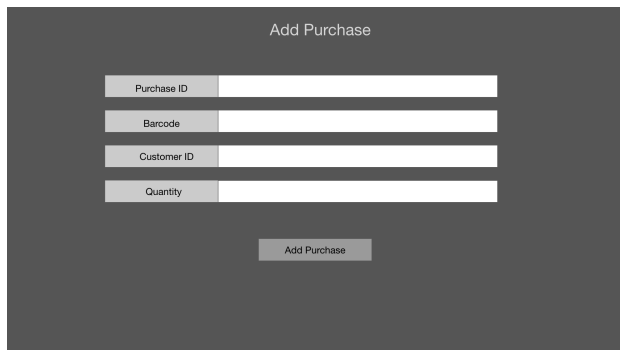 Add Purchase
Purchase ID
Barcode
Customer ID
Quantity
Add Purchase